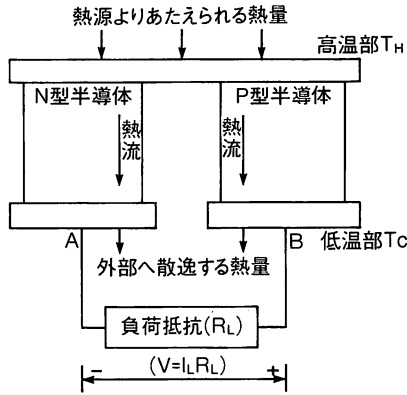 熱源よりあたえられる熱量
高温部TH
N型半導体
P型半導体
熱流
熱流
A
B
低温部Tc
外部へ散逸する熱量
負荷抵抗(RL)
(V=ILRL)
−
+